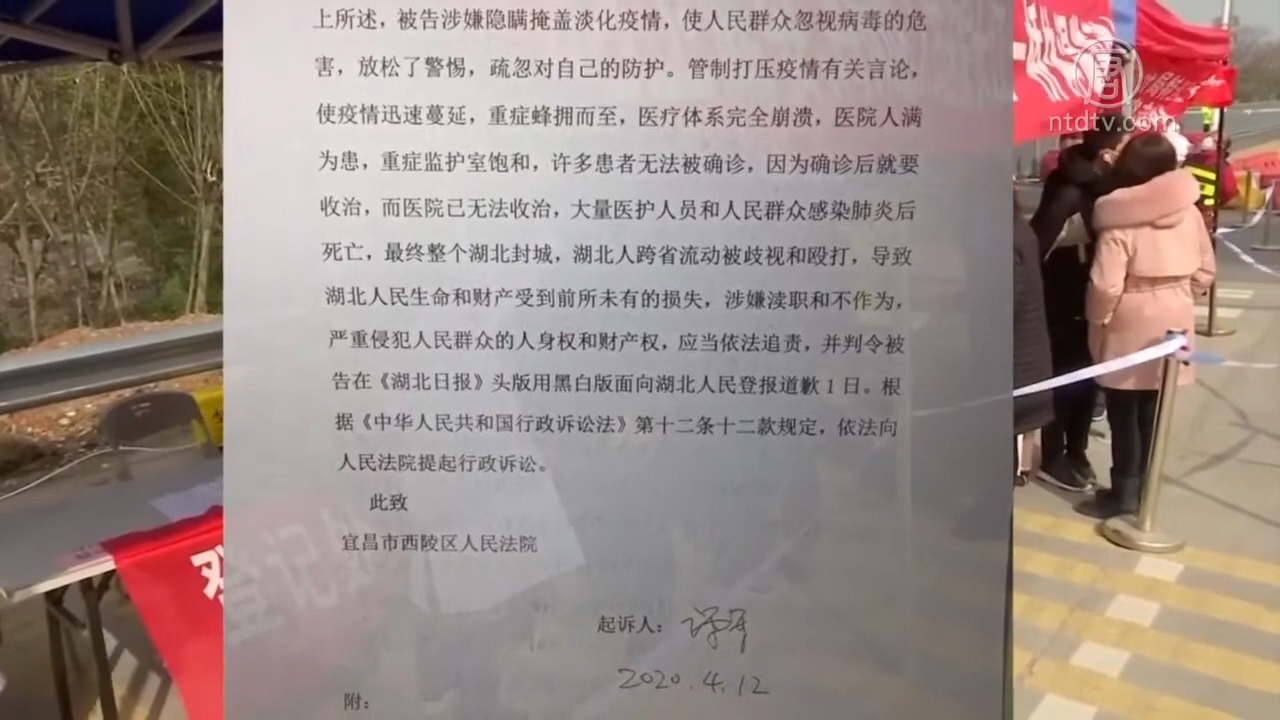 上所述，被告涉嫌隐瞒掩盖淡化疫情，使人民群众忽视病毒的危
害，放松了警惕，疏忽对自己的防护。管制打压疫情有关言论，
使疫情迅速蔓延，重症蜂拥而至，医疗体系完全崩溃，医院人满
为患，重症监护室饱和，许多患者无法被确诊，因为确诊后就要
收治，而医院已无法收治，大量医护人员和人民群众感染肺炎后
死亡，最终整个湖北封城，湖北人跨省流动被歧视和殴打，导致
湖北人民生命和财产受到前所未有的损失，涉嫌渎职和不作为，
严重侵犯人民群众的人身权和财产权，应当依法追责，并判令被
告在《湖北日报》头版用黑白版面向湖北人民登报道歉1日。根
据《中华人民共和国行政诉讼法》第十二条十二款规定，依法向
人民法院提起行政诉讼。
此致
宜昌市西陵区人民法院
起诉人：
2020.4.12
附：
唐
ntdtv.com
登记